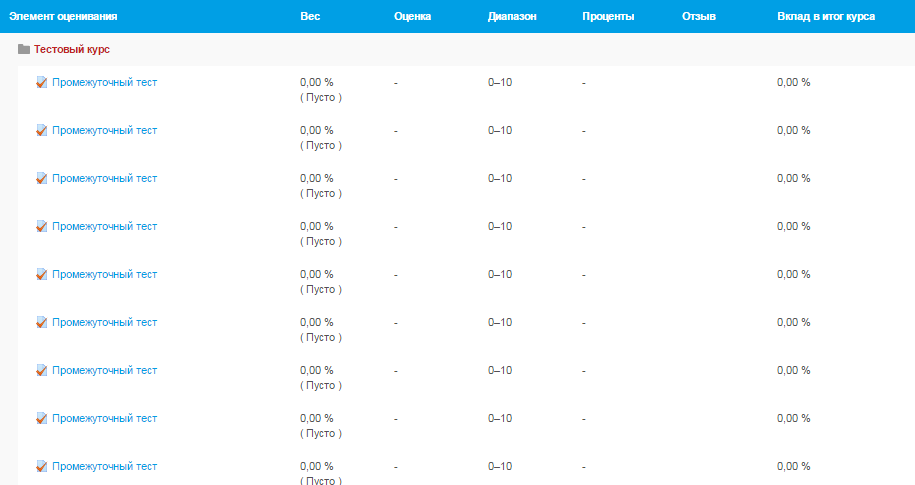 Элемент оценивания Вес Оценка Диапазон Проценты Отзыв Вклад в итог курса
Тестовый курс
Промежуточный тест 0,00 % - 0–10 - 0,00 %
( Пусто )
Промежуточный тест 0,00 % - 0–10 - 0,00 %
( Пусто )
Промежуточный тест 0,00 % - 0–10 - 0,00 %
( Пусто )
Промежуточный тест 0,00 % - 0–10 - 0,00 %
( Пусто )
Промежуточный тест 0,00 % - 0–10 - 0,00 %
( Пусто )
Промежуточный тест 0,00 % - 0–10 - 0,00 %
( Пусто )
Промежуточный тест 0,00 % - 0–10 - 0,00 %
( Пусто )
Промежуточный тест 0,00 % - 0–10 - 0,00 %
( Пусто )
Промежуточный тест 0,00 % - 0–10 - 0,00 %
( Пусто )